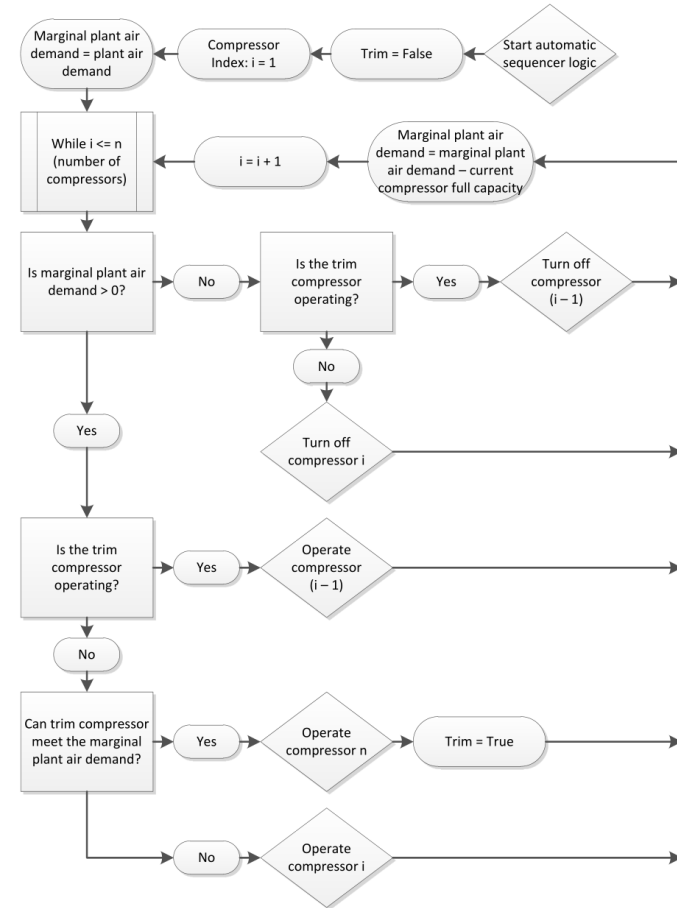 Marginal plant air
demand = plant air
demand
Compressor
Index: i = 1
Trim = False
Start automatic
sequencer logic
While i <= n
(number of
compressors)
i = i + 1
Marginal plant air
demand = marginal plant
air demand – current
compressor full capacity
Is marginal plant air
demand > 0?
No
Is the trim
compressor
operating?
Yes
Turn off
compressor
(i – 1)
No
Turn off
compressor i
Yes
Is the trim
compressor
operating?
Yes
Operate
compressor
(i – 1)
No
Can trim compressor
meet the marginal
plant air demand?
Yes
Operate
compressor n
Trim = True
No
Operate
compressor i